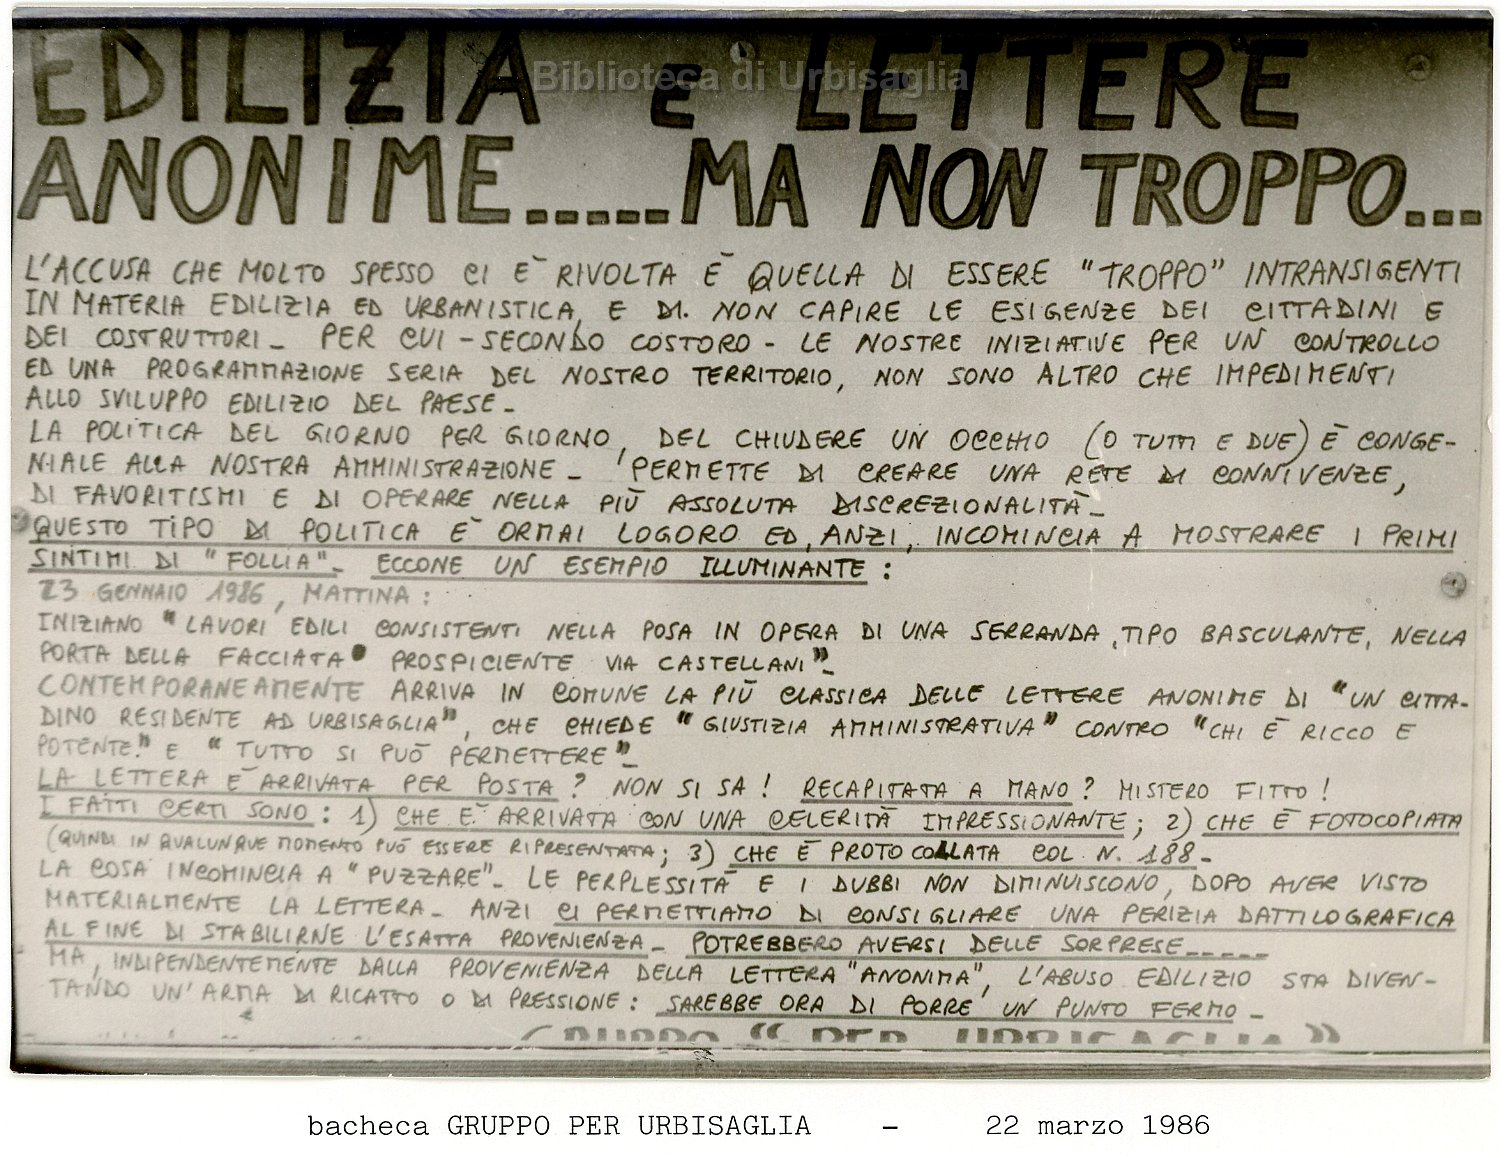 EDILIZIA e LETTERE
Biblioteca di Urbisaglia
ANONIME.....MA NON TROPPO...
L'ACCUSA CHE MOLTO SPESSO CI E' RIVOLTA E' QUELLA DI ESSERE "TROPPO" INTRANSIGENTI
IN MATERIA EDILIZIA ED URBANISTICA, E DI. NON CAPIRE LE ESIGENZE DEI CITTADINI E
DEI COSTRUTTORI_ PER CUI - SECONDO COSTORO - LE NOSTRE INIZIATIVE PER UN CONTROLLO
ED UNA PROGRAMMAZIONE SERIA DEL NOSTRO TERRITORIO, NON SONO ALTRO CHE IMPEDIMENTI
ALLO SVILUPPO EDILIZIO DEL PAESE_
LA POLITICA DEL GIORNO PER GIORNO, DEL CHIUDERE UN OCCHIO (O TUTTI E DUE) È CONGE-
NIALE ALLA NOSTRA AMMINISTRAZIONE_ PERMETTE DI CREARE UNA RETE DI CONNIVENZE,
DI FAVORITISMI E DI OPERARE NELLA PIÙ ASSOLUTA DISCREZIONALITÀ_
QUESTO TIPO DI POLITICA E' ORMAI LOGORO ED, ANZI, INCOMINCIA A MOSTRARE I PRIMI
SINTIMI DI "FOLLIA"_ ECCONE UN ESEMPIO ILLUMINANTE:
23 GENNAIO 1986, MATTINA:
INIZIANO "LAVORI EDILI CONSISTENTI NELLA POSA IN OPERA DI UNA SERRANDA, TIPO BASCULANTE, NELLA
PORTA DELLA FACCIATA PROSPICIENTE VIA CASTELLANI"_
CONTEMPORANEAMENTE ARRIVA IN COMUNE LA PIÙ CLASSICA DELLE LETTERE ANONIME DI "UN CITTA-
DINO RESIDENTE AD URBISAGLIA", CHE CHIEDE "GIUSTIZIA AMMINISTRATIVA" CONTRO "CHI È RICCO E
POTENTE" E "TUTTO SI PUÒ PERMETTERE"_
LA LETTERA E' ARRIVATA PER POSTA? NON SI SA! RECAPITATA A MANO? MISTERO FITTO!
I FATTI CERTI SONO: 1) CHE E' ARRIVATA CON UNA CELERITÀ IMPRESSIONANTE; 2) CHE È FOTOCOPIATA
(QUINDI IN QUALUNQUE MOMENTO PUÒ ESSERE RIPRESENTATA; 3) CHE È PROTOCOLLATA COL N. 188_
LA COSA INCOMINCIA A "PUZZARE"_ LE PERPLESSITÀ E I DUBBI NON DIMINUISCONO, DOPO AVER VISTO
MATERIALMENTE LA LETTERA_ ANZI CI PERMETTIAMO DI CONSIGLIARE UNA PERIZIA DATTILOGRAFICA
AL FINE DI STABILIRNE L'ESATTA PROVENIENZA_ POTREBBERO AVERSI DELLE SORPRESE_____
MA, INDIPENDENTEMENTE DALLA PROVENIENZA DELLA LETTERA "ANONIMA", L'ABUSO EDILIZIO STA DIVEN-
TANDO UN'ARMA DI RICATTO O DI PRESSIONE: SAREBBE ORA DI PORRE' UN PUNTO FERMO_
GRUPPO "PER URBISAGLIA"
bacheca GRUPPO PER URBISAGLIA - 22 marzo 1986